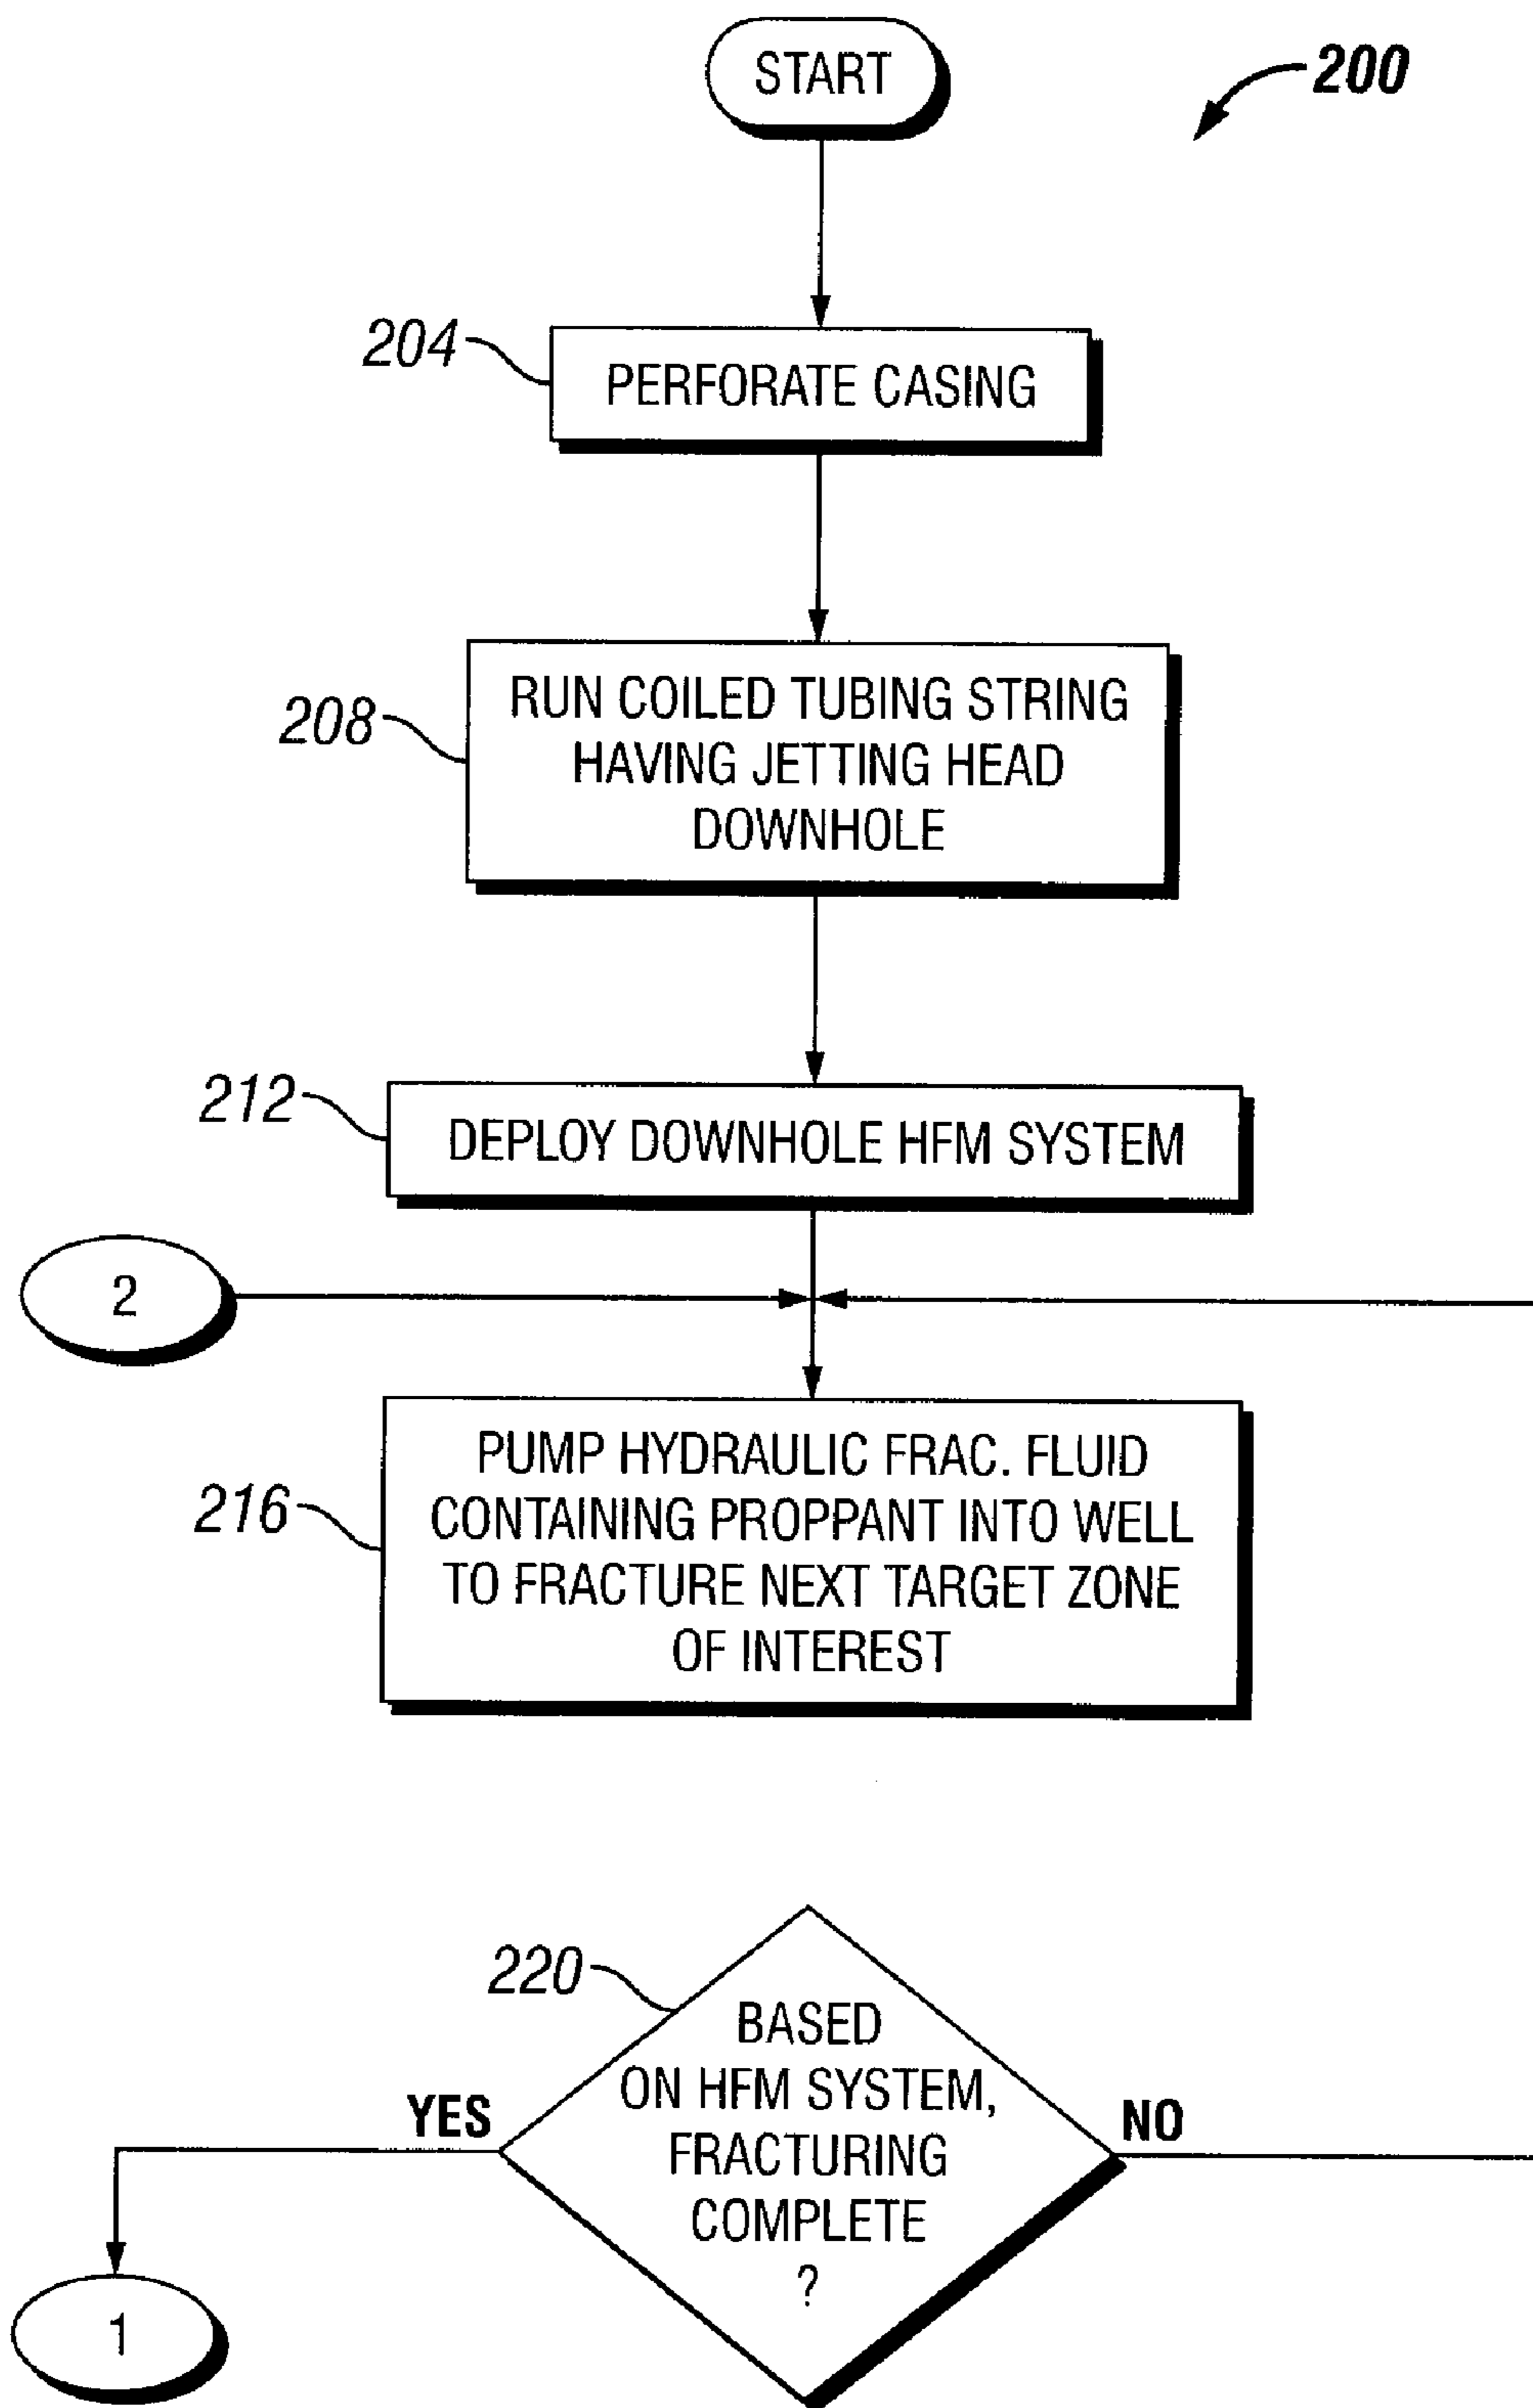 START
200
204
PERFORATE CASING
208
RUN COILED TUBING STRING
HAVING JETTING HEAD
DOWNHOLE
212
DEPLOY DOWNHOLE HFM SYSTEM
2
216
PUMP HYDRAULIC FRAC. FLUID
CONTAINING PROPPANT INTO WELL
TO FRACTURE NEXT TARGET ZONE
OF INTEREST
220
BASED
ON HFM SYSTEM,
FRACTURING
COMPLETE
?
YES
NO
1